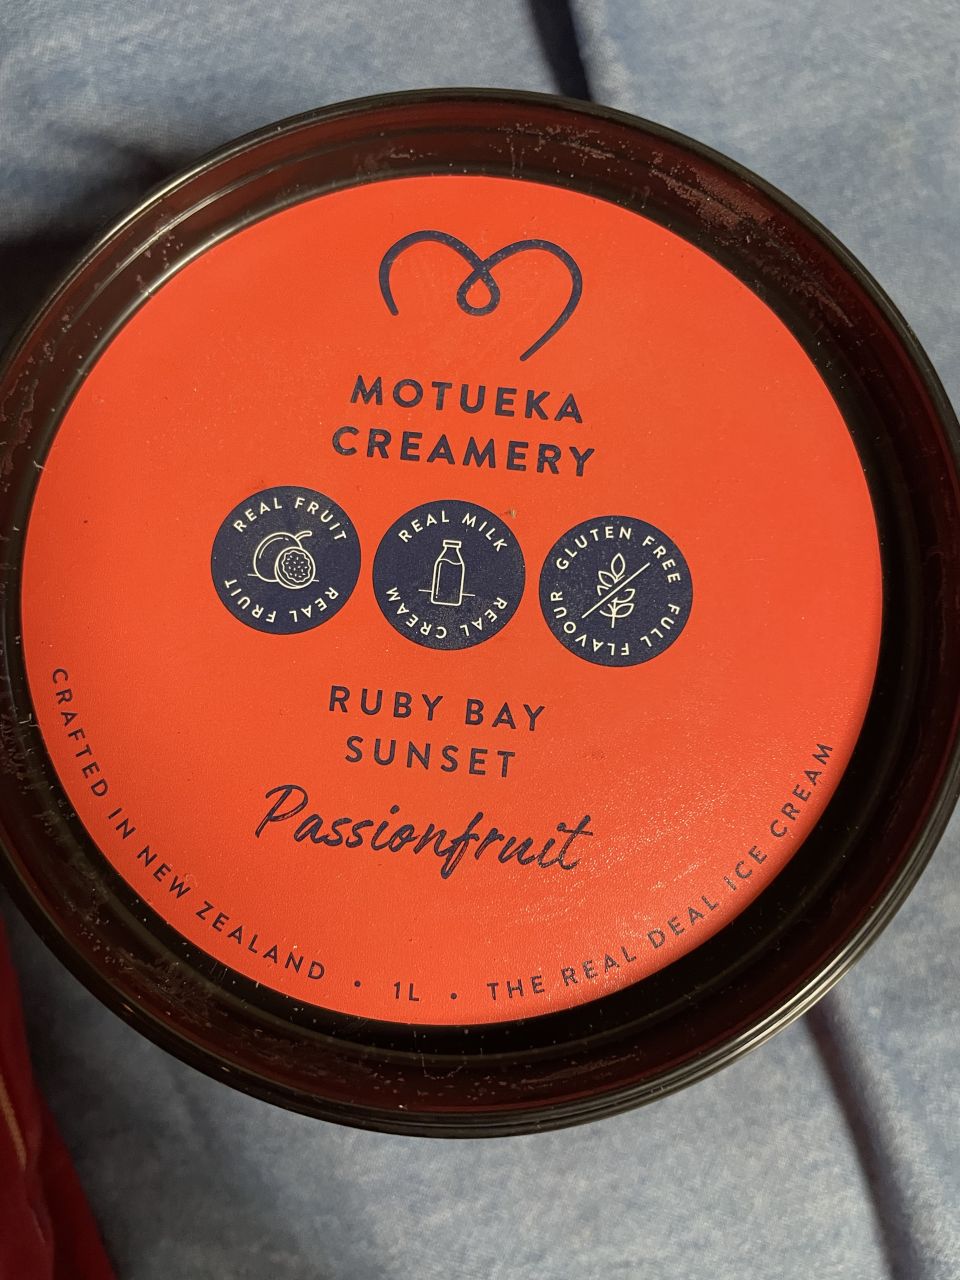 MOTUEKA
CREAMERY
REAL FRUIT
REAL FRUIT
REAL MILK
REAL CREAM
GLUTEN FREE
FULL FLAVOUR
RUBY BAY
SUNSET
Passionfruit
CRAFTED IN NEW ZEALAND • 1L • THE REAL DEAL ICE CREAM